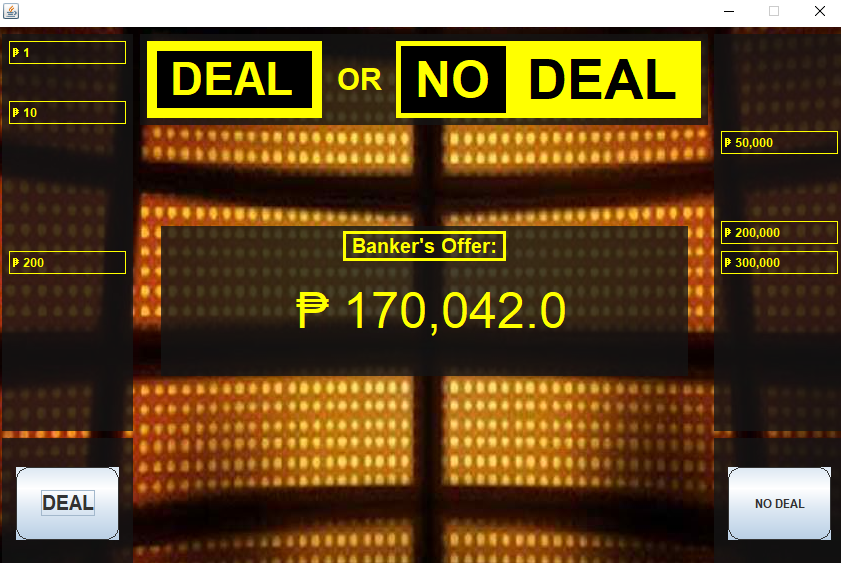 DEAL OR NO DEAL
₱ 1
₱ 10
₱ 200
₱ 50,000
₱ 200,000
₱ 300,000
Banker's Offer:
₱ 170,042.0
DEAL
NO DEAL